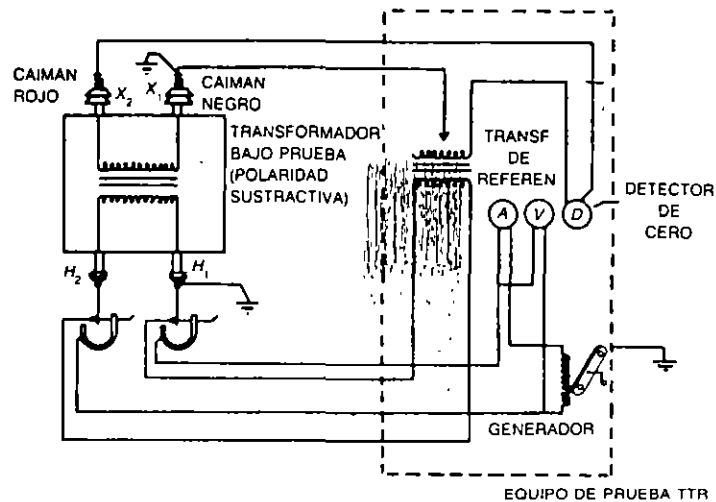 CAIMAN
ROJO
X₂
X₁
CAIMAN
NEGRO
TRANSFORMADOR
BAJO PRUEBA
(POLARIDAD
SUSTRACTIVA)
TRANSF
DE
REFEREN
A
V
D
DETECTOR
DE
CERO
H₂
H₁
GENERADOR
EQUIPO DE PRUEBA TTR